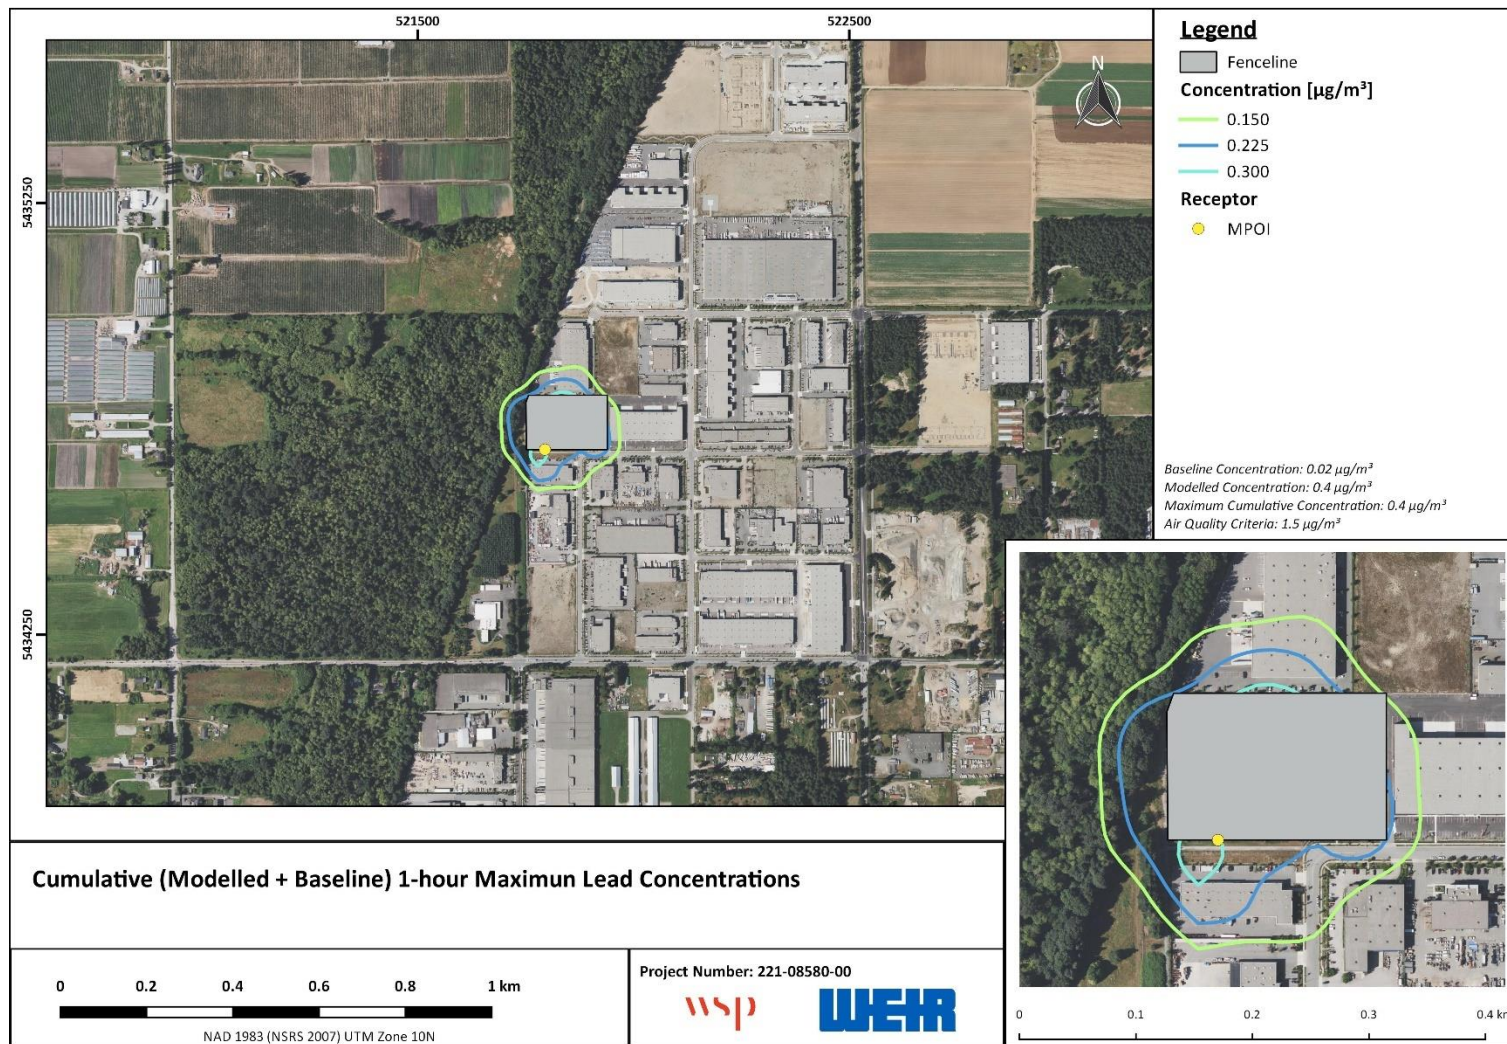 521500
522500
5435250
5434250
N
Legend
Fenceline
Concentration [µg/m³]
0.150
0.225
0.300
Receptor
MPOI
Baseline Concentration: 0.02 µg/m³
Modelled Concentration: 0.4 µg/m³
Maximum Cumulative Concentration: 0.4 µg/m³
Air Quality Criteria: 1.5 µg/m³
Cumulative (Modelled + Baseline) 1-hour Maximun Lead Concentrations
0 0.2 0.4 0.6 0.8 1 km
NAD 1983 (NSRS 2007) UTM Zone 10N
Project Number: 221-08580-00
wsp WEIR
0 0.1 0.2 0.3 0.4 km